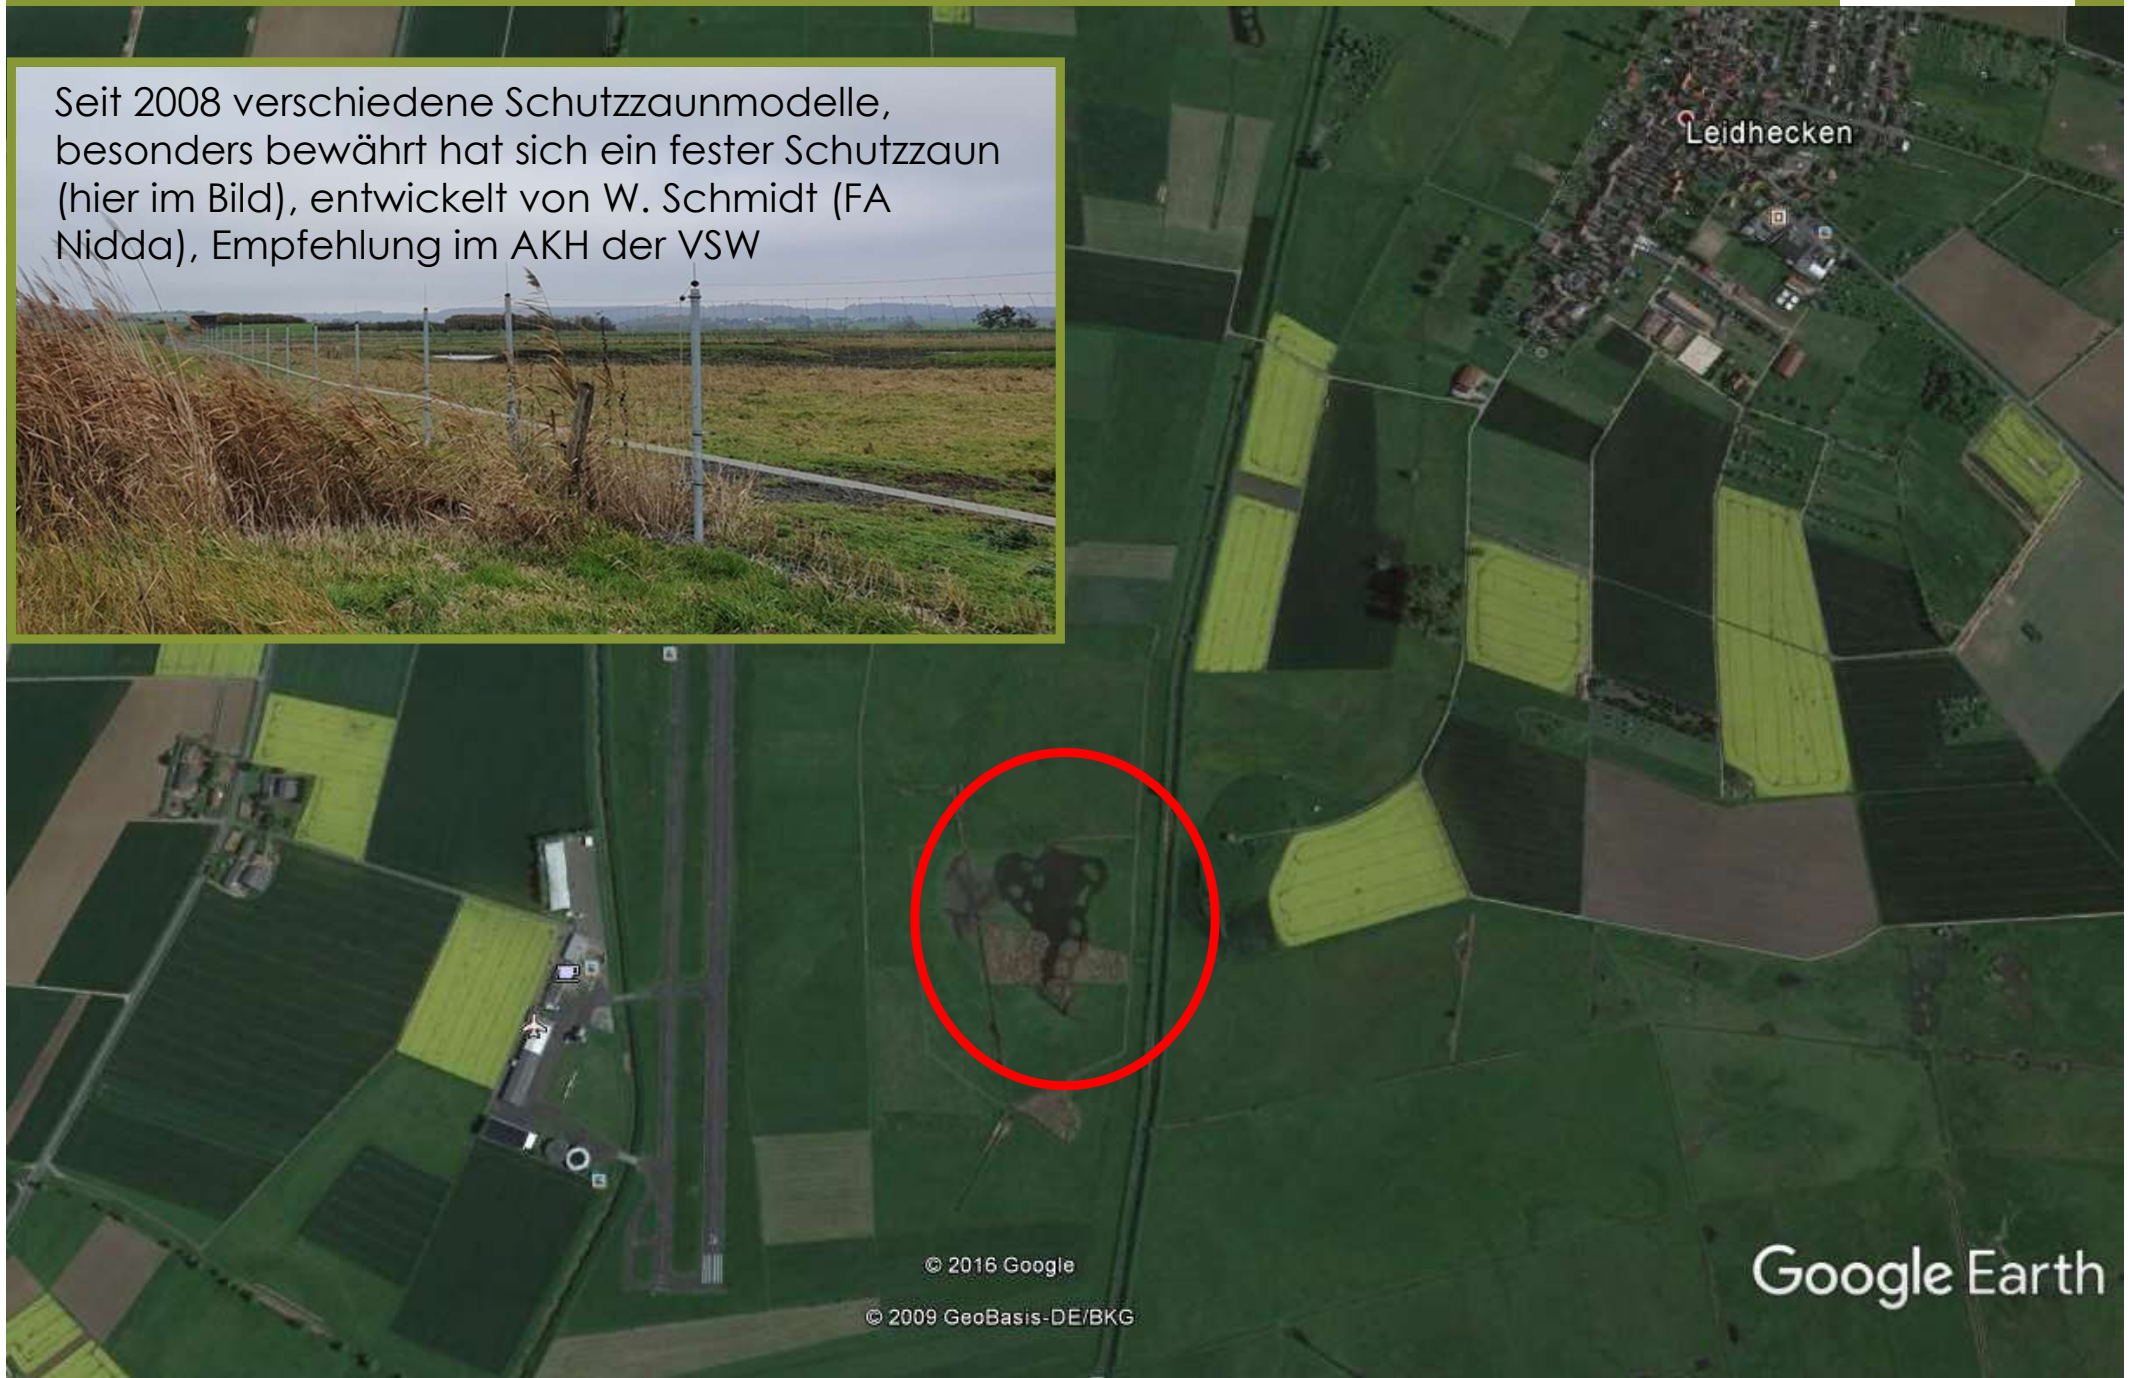 Seit 2008 verschiedene Schutzzaunmodelle,
besonders bewährt hat sich ein fester Schutzzaun
(hier im Bild), entwickelt von W. Schmidt (FA
Nidda), Empfehlung im AKH der VSW
Leidhecken
© 2016 Google
© 2009 GeoBasis-DE/BKG
Google Earth